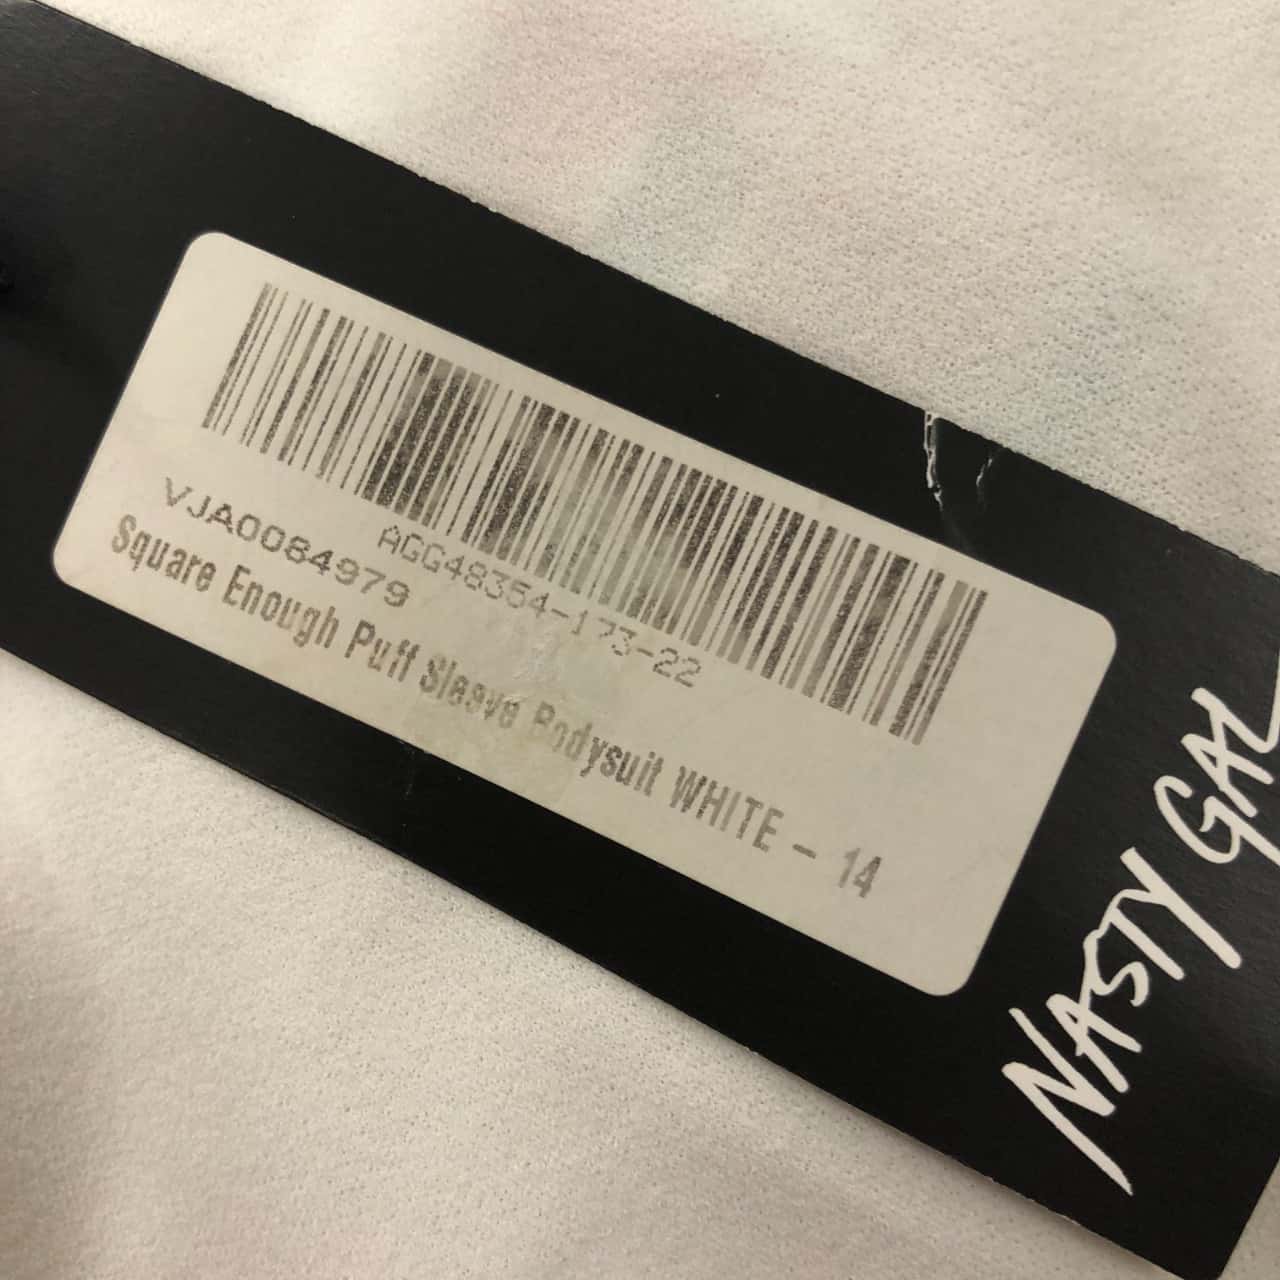 AGG48354-173-22
VJA0084979
Square Enough Puff Sleeve Bodysuit WHITE - 14
NASTY GAL